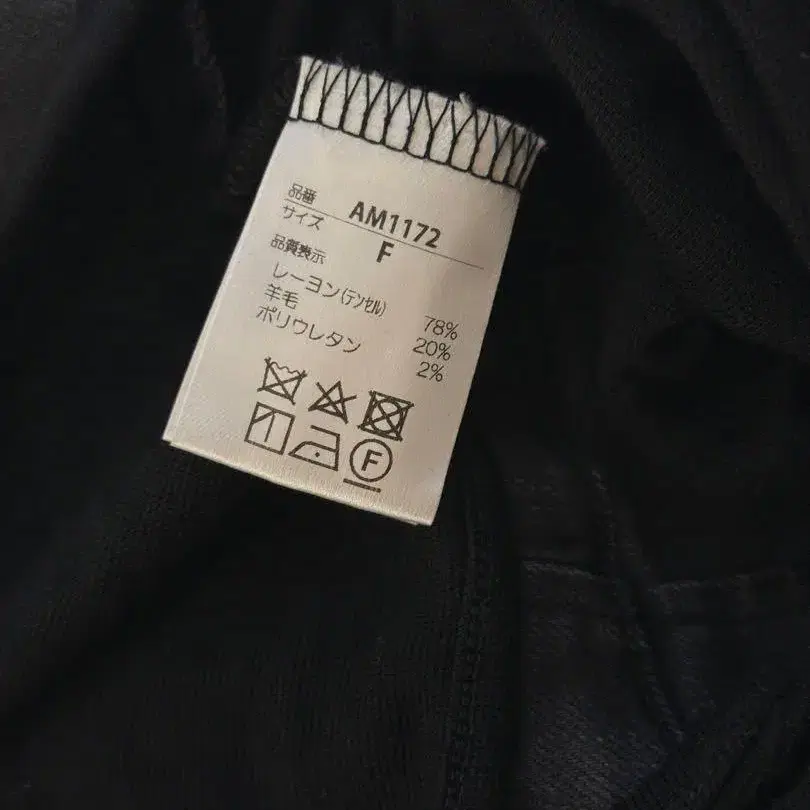 品番 AM1172
サイズ F
品質表示
レーヨン(テンセル) 78%
羊毛 20%
ポリウレタン 2%
F